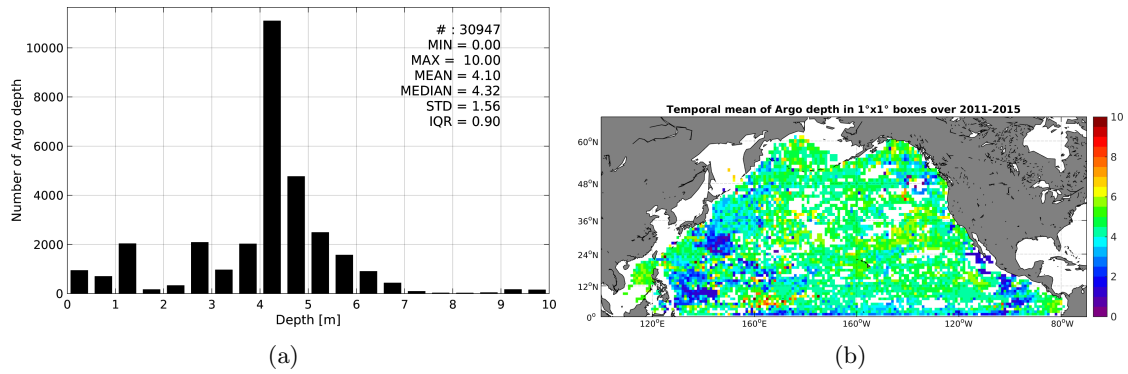 10000
8000
6000
4000
2000
0
Number of Argo depth
# : 30947
MIN = 0.00
MAX = 10.00
MEAN = 4.10
MEDIAN = 4.32
STD = 1.56
IQR = 0.90
0 1 2 3 4 5 6 7 8 9 10
Depth [m]
(a)
Temporal mean of Argo depth in 1°x1° boxes over 2011-2015
60°N
48°N
36°N
24°N
12°N
0°
120°E 160°E 160°W 120°W 80°W
10
8
6
4
2
0
(b)